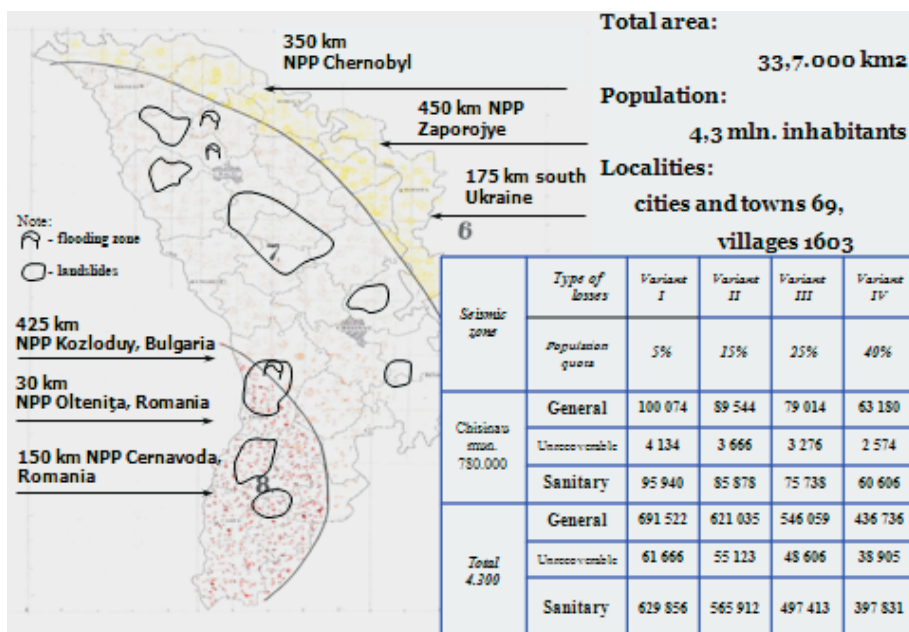 350 km
NPP Chernobyl
450 km NPP
Zaporojye
175 km south
Ukraine
Total area:
33,7.000 km2
Population:
4,3 mln. inhabitants
Localities:
cities and towns 69,
villages 1603
Note:
- flooding zone
- landslides
6
7
8
425 km
NPP Kozloduy, Bulgaria
30 km
NPP Olteniţa, Romania
150 km NPP Cernavoda,
Romania
Seismic zone Type of losses Variant I Variant II Variant III Variant IV
Population quota 5% 15% 25% 40%
Chisinau mun. 780.000 General 100 074 89 544 79 014 63 180
Unrecoverable 4 134 3 666 3 276 2 574
Sanitary 95 940 85 878 75 738 60 606
Total 4.300 General 691 522 621 035 546 059 436 736
Unrecoverable 61 666 55 123 48 606 38 905
Sanitary 629 856 565 912 497 413 397 831